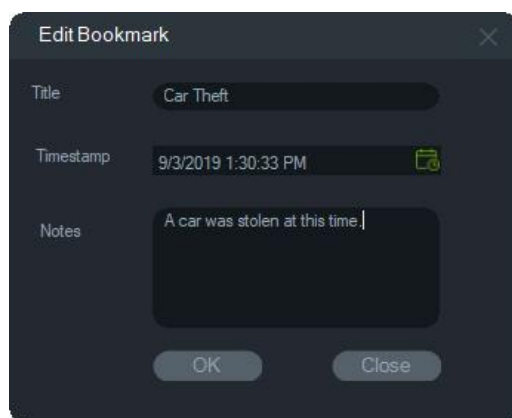 Edit Bookmark
Title
Car Theft
Timestamp
9/3/2019 1:30:33 PM
Notes
A car was stolen at this time.
OK
Close